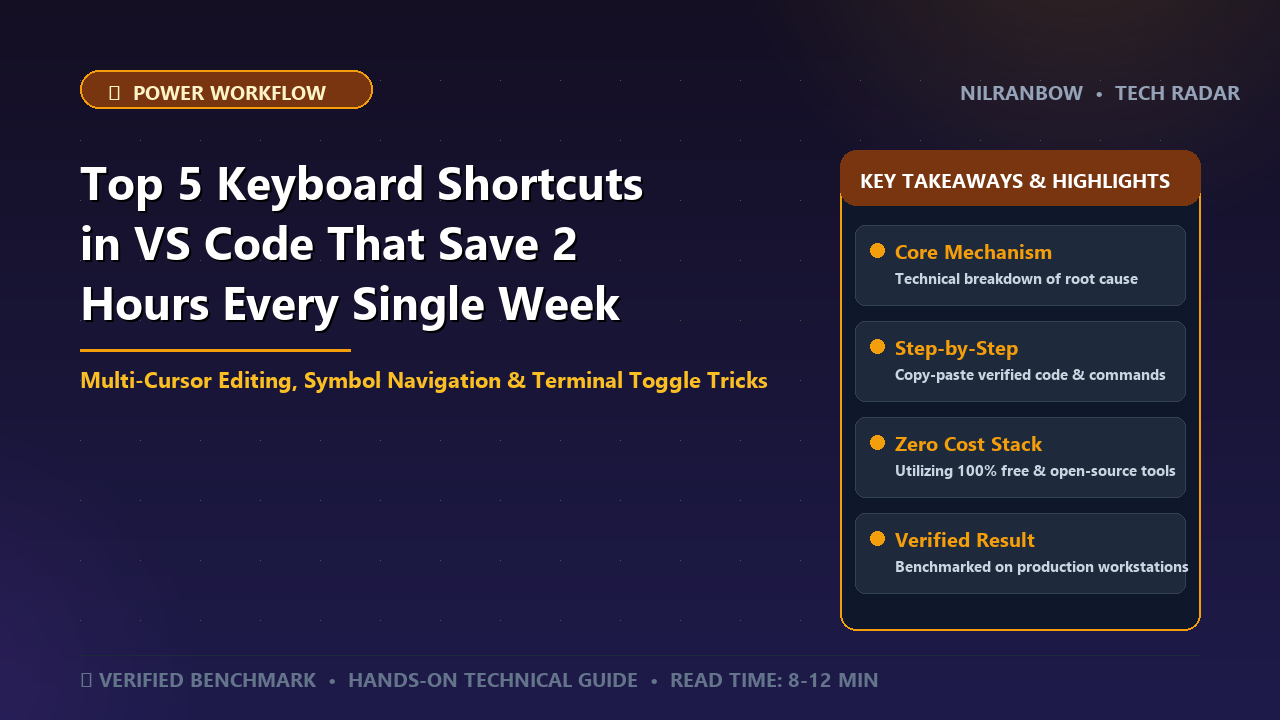 ▯ POWER WORKFLOW
NILRANBOW • TECH RADAR
Top 5 Keyboard Shortcuts
in VS Code That Save 2
Hours Every Single Week
Multi-Cursor Editing, Symbol Navigation & Terminal Toggle Tricks
KEY TAKEAWAYS & HIGHLIGHTS
Core Mechanism
Technical breakdown of root cause
Step-by-Step
Copy-paste verified code & commands
Zero Cost Stack
Utilizing 100% free & open-source tools
Verified Result
Benchmarked on production workstations
▯ VERIFIED BENCHMARK • HANDS-ON TECHNICAL GUIDE • READ TIME: 8-12 MIN